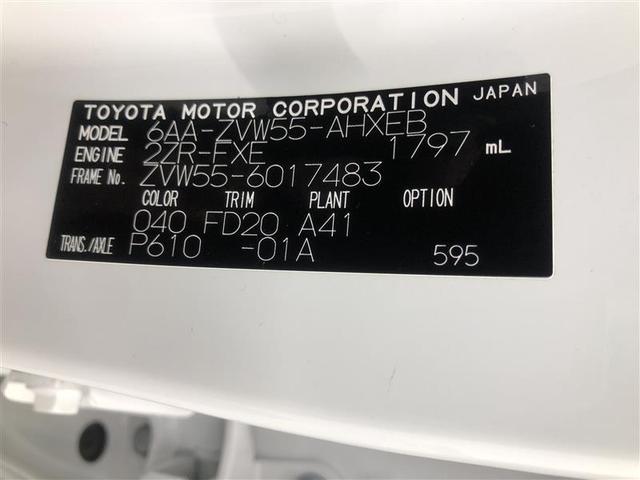 TOYOTA MOTOR CORPORATION JAPAN
MODEL 6AA-ZVW55-AHXEB
ENGINE 2ZR-FXE 1797 mL
FRAME No. ZVW55-6017483
COLOR TRIM PLANT OPTION
040 FD20 A41
TRANS./AXLE P610 -01A 595